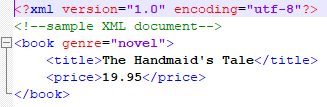 <?xml version="1.0" encoding="utf-8"?>
<!--sample XML document-->
<book genre="novel">
<title>The Handmaid's Tale</title>
<price>19.95</price>
</book>